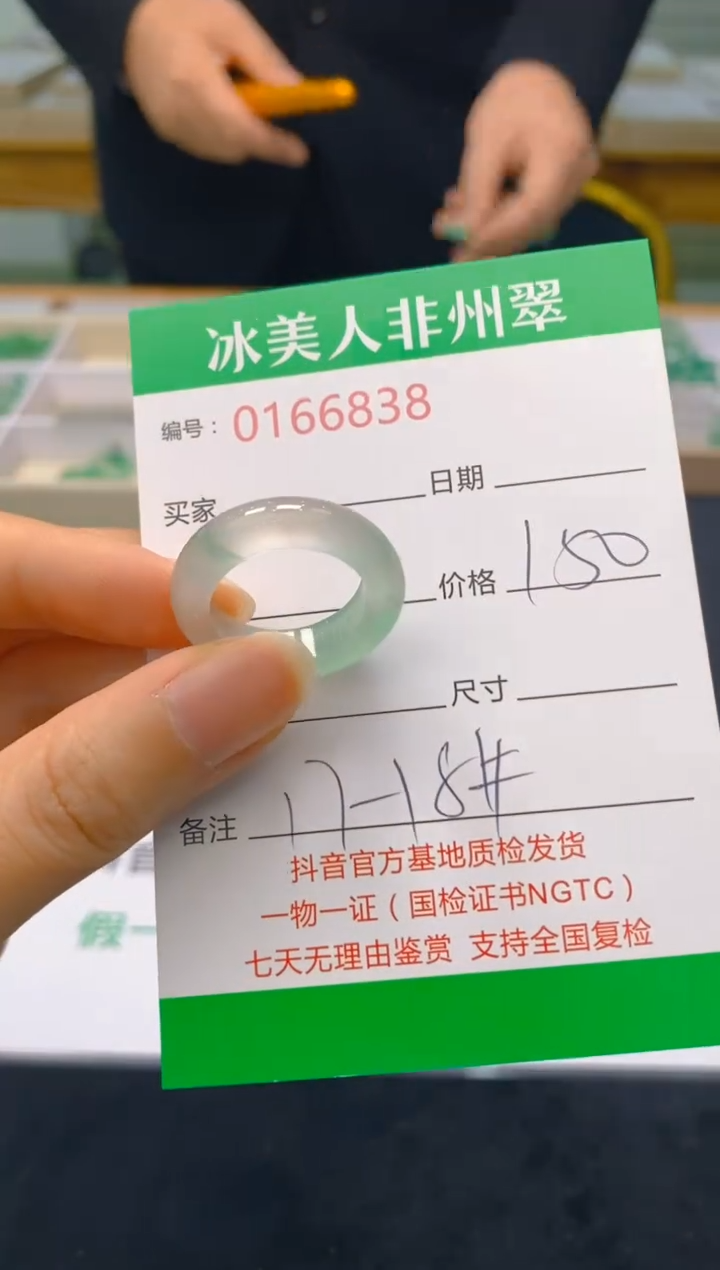 冰美人非州翠
编号：0166838
买家 日期
价格 150
尺寸
备注 17-18#
抖音官方基地质检发货
一物一证（国检证书NGTC）
七天无理由鉴赏 支持全国复检
假一